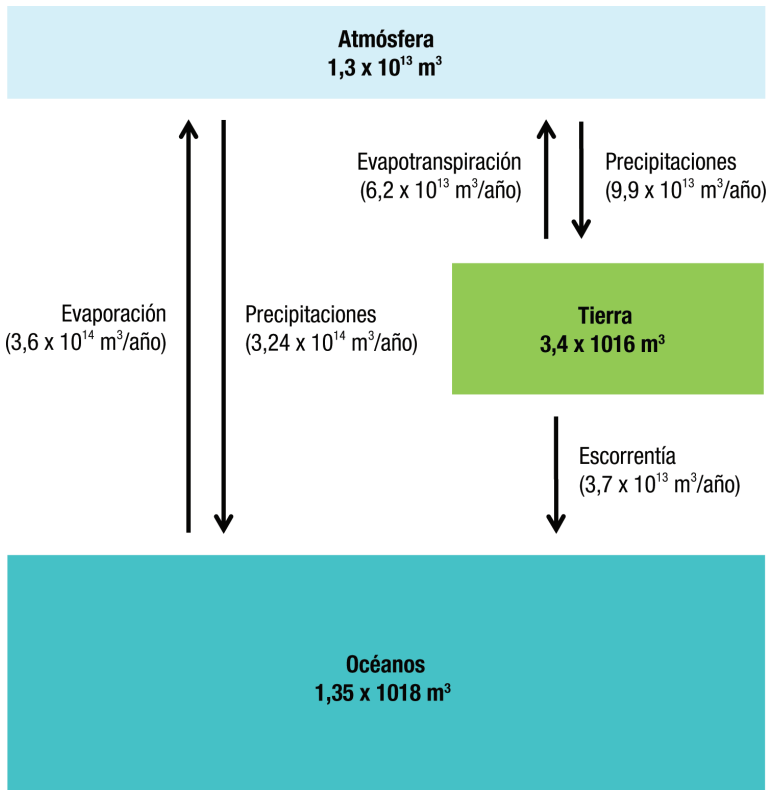 Atmósfera
1,3 x 10¹³ m³
Evapotranspiración
(6,2 x 10¹³ m³/año)
Precipitaciones
(9,9 x 10¹³ m³/año)
Evaporación
(3,6 x 10¹⁴ m³/año)
Precipitaciones
(3,24 x 10¹⁴ m³/año)
Tierra
3,4 x 1016 m³
Escorrentía
(3,7 x 10¹³ m³/año)
Océanos
1,35 x 1018 m³